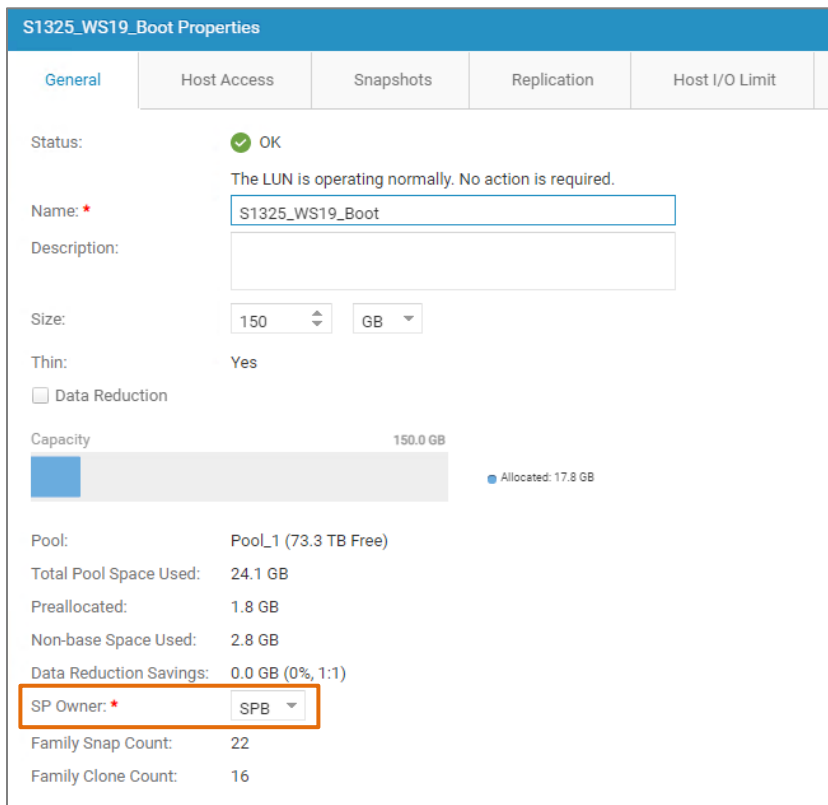 S1325_WS19_Boot Properties
General Host Access Snapshots Replication Host I/O Limit
Status: OK
The LUN is operating normally. No action is required.
Name: * S1325_WS19_Boot
Description:
Size: 150 GB
Thin: Yes
Data Reduction
Capacity 150.0 GB
Allocated: 17.8 GB
Pool: Pool_1 (73.3 TB Free)
Total Pool Space Used: 24.1 GB
Preallocated: 1.8 GB
Non-base Space Used: 2.8 GB
Data Reduction Savings: 0.0 GB (0%, 1:1)
SP Owner: * SPB
Family Snap Count: 22
Family Clone Count: 16